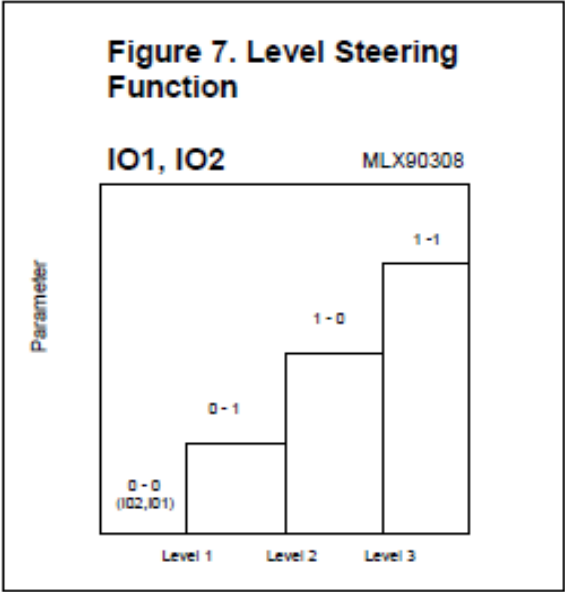 Figure 7. Level Steering
Function
IO1, IO2
MLX90308
1 -1
Parameter
1 - 0
0 - 1
0 - 0
(IO2,IO1)
Level 1
Level 2
Level 3